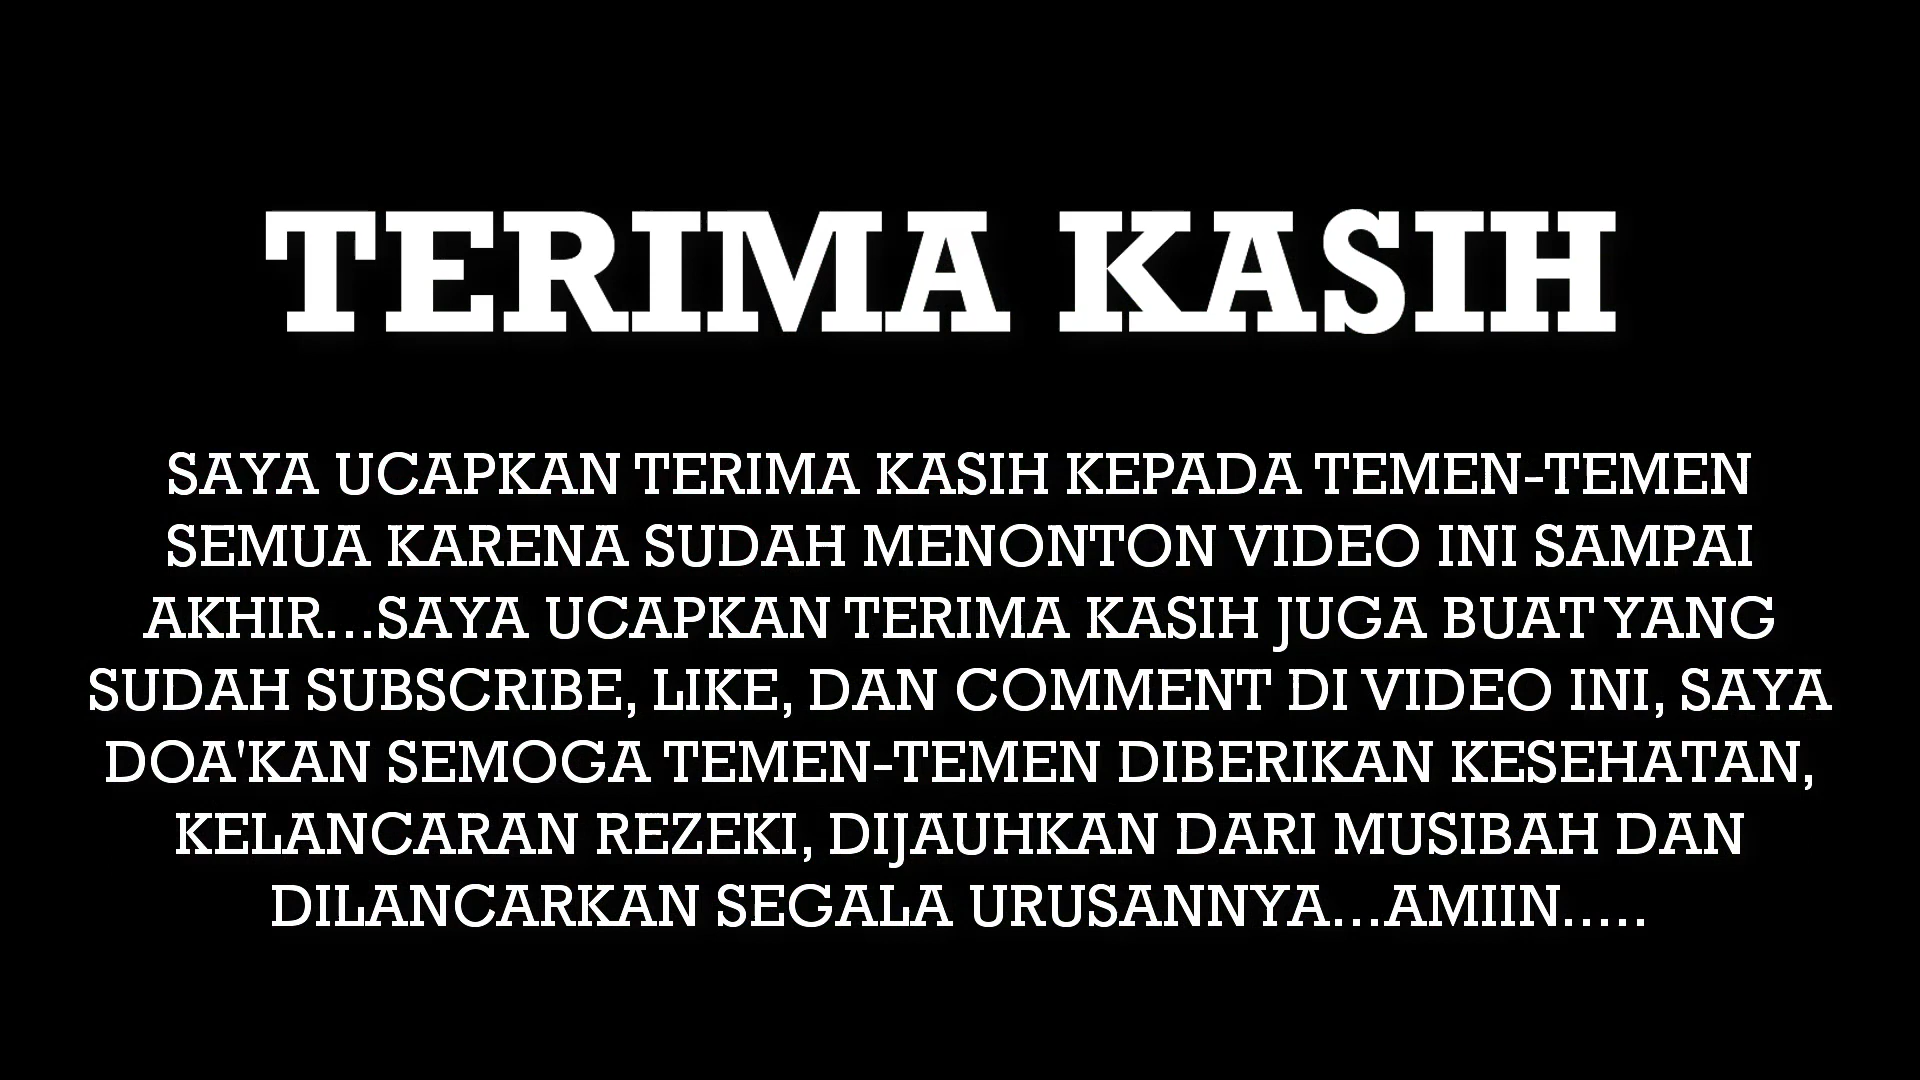 TERIMA KASIH
SAYA UCAPKAN TERIMA KASIH KEPADA TEMEN-TEMEN
SEMUA KARENA SUDAH MENONTON VIDEO INI SAMPAI
AKHIR...SAYA UCAPKAN TERIMA KASIH JUGA BUAT YANG
SUDAH SUBSCRIBE, LIKE, DAN COMMENT DI VIDEO INI, SAYA
DOA'KAN SEMOGA TEMEN-TEMEN DIBERIKAN KESEHATAN,
KELANCARAN REZEKI, DIJAUHKAN DARI MUSIBAH DAN
DILANCARKAN SEGALA URUSANNYA...AMIIN.....